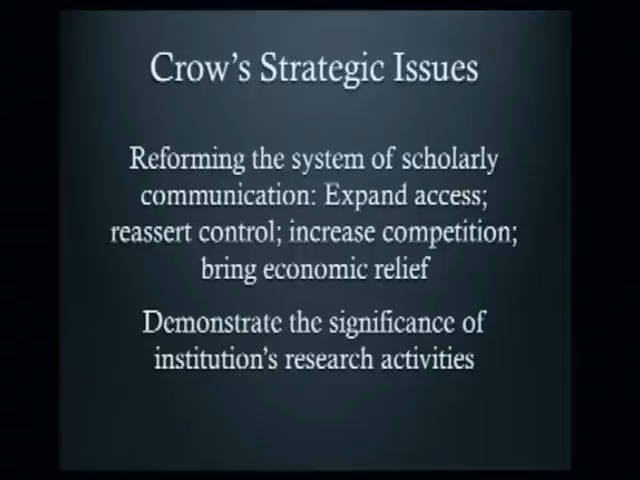 Crow's Strategic Issues
Reforming the system of scholarly
communication: Expand access;
reassert control; increase competition;
bring economic relief
Demonstrate the significance of
institution's research activities